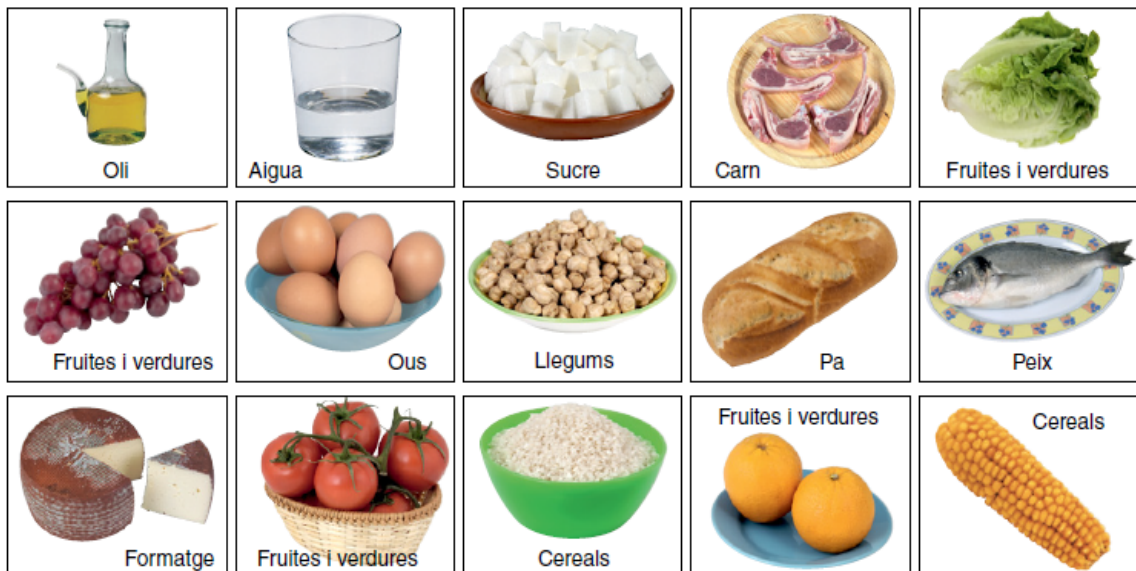 Oli
Aigua
Sucre
Carn
Fruites i verdures
Fruites i verdures
Ous
Llegums
Pa
Peix
Formatge
Fruites i verdures
Cereals
Fruites i verdures
Cereals